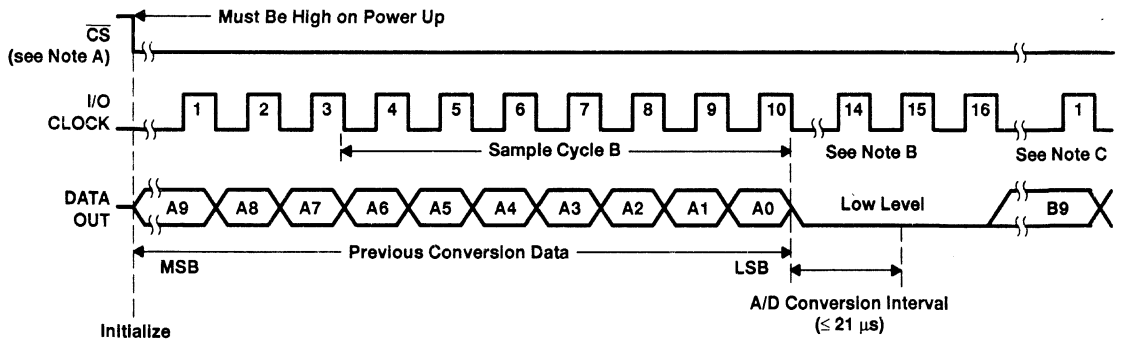 Must Be High on Power Up
CS
(see Note A)
I/O
CLOCK
1 2 3 4 5 6 7 8 9 10 14 15 16 1
Sample Cycle B
See Note B
See Note C
DATA
OUT
A9 A8 A7 A6 A5 A4 A3 A2 A1 A0 Low Level B9
Previous Conversion Data
MSB
LSB
A/D Conversion Interval
(≤ 21 μs)
Initialize